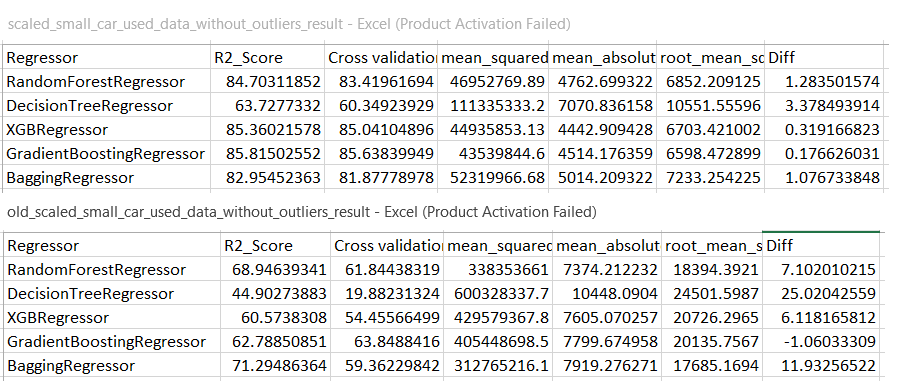 scaled_small_car_used_data_without_outliers_result - Excel (Product Activation Failed)
Regressor R2_Score Cross validation mean_squared mean_absolut root_mean_sq Diff
RandomForestRegressor 84.70311852 83.41961694 46952769.89 4762.699322 6852.209125 1.283501574
DecisionTreeRegressor 63.7277332 60.34923929 111335333.2 7070.836158 10551.55596 3.378493914
XGBRegressor 85.36021578 85.04104896 44935853.13 4442.909428 6703.421002 0.319166823
GradientBoostingRegressor 85.81502552 85.63839949 43539844.6 4514.176359 6598.472899 0.176626031
BaggingRegressor 82.95452363 81.87778978 52319966.68 5014.209322 7233.254225 1.076733848
old_scaled_small_car_used_data_without_outliers_result - Excel (Product Activation Failed)
Regressor R2_Score Cross validation mean_squared mean_absolut root_mean_s Diff
RandomForestRegressor 68.94639341 61.84438319 338353661 7374.212232 18394.3921 7.102010215
DecisionTreeRegressor 44.90273883 19.88231324 600328337.7 10448.0904 24501.5987 25.02042559
XGBRegressor 60.5738308 54.45566499 429579367.8 7605.070257 20726.2965 6.118165812
GradientBoostingRegressor 62.78850851 63.8488416 405448698.5 7799.674958 20135.7567 -1.06033309
BaggingRegressor 71.29486364 59.36229842 312765216.1 7919.276271 17685.1694 11.93256522